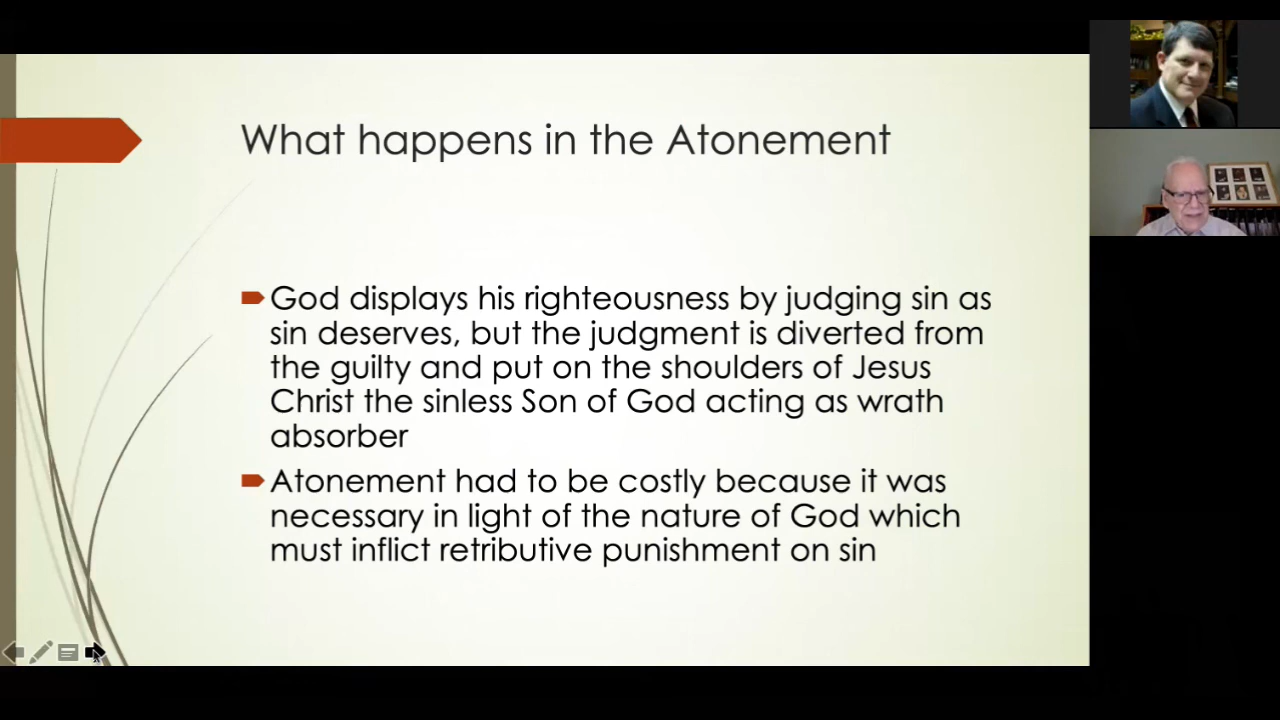 What happens in the Atonement
God displays his righteousness by judging sin as
sin deserves, but the judgment is diverted from
the guilty and put on the shoulders of Jesus
Christ the sinless Son of God acting as wrath
absorber
Atonement had to be costly because it was
necessary in light of the nature of God which
must inflict retributive punishment on sin